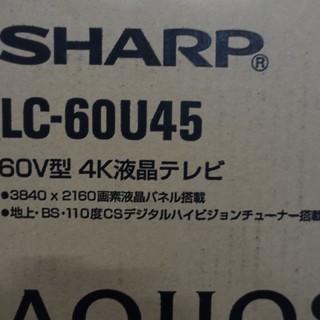 SHARP®
LC-60U45
60V型 4K液晶テレビ
●3840 x 2160画素液晶パネル搭載
●地上・BS・110度CSデジタルハイビジョンチューナー搭載
AQUOS